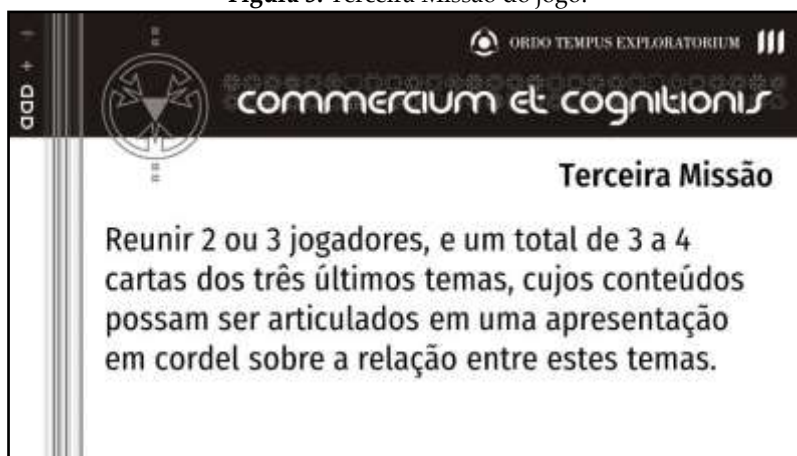 Figura 3. Terceira Missão do jogo.
ORDO TEMPUS EXPLORATORIUM III
commercium et cognitionis
Terceira Missão
Reunir 2 ou 3 jogadores, e um total de 3 a 4
cartas dos três últimos temas, cujos conteúdos
possam ser articulados em uma apresentação
em cordel sobre a relação entre estes temas.